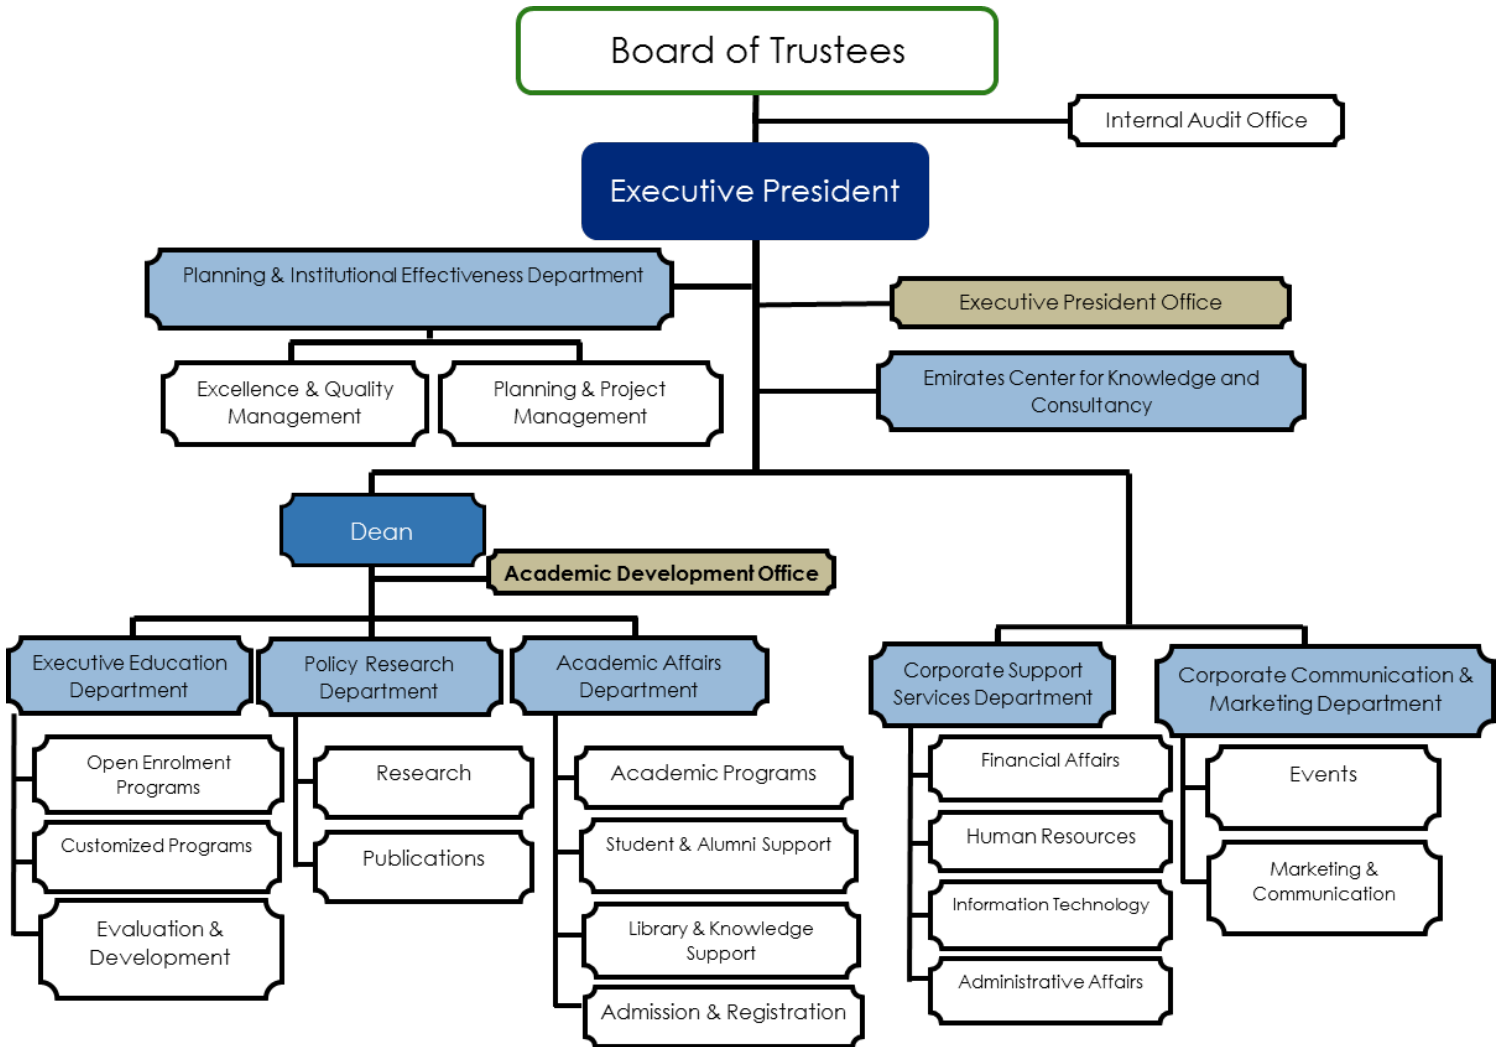 Board of Trustees
Internal Audit Office
Executive President
Planning & Institutional Effectiveness Department
Executive President Office
Excellence & Quality
Management
Planning & Project
Management
Emirates Center for Knowledge and
Consultancy
Dean
Academic Development Office
Executive Education
Department
Policy Research
Department
Academic Affairs
Department
Corporate Support
Services Department
Corporate Communication &
Marketing Department
Open Enrolment
Programs
Customized Programs
Evaluation &
Development
Research
Publications
Academic Programs
Student & Alumni Support
Library & Knowledge
Support
Admission & Registration
Financial Affairs
Human Resources
Information Technology
Administrative Affairs
Events
Marketing &
Communication